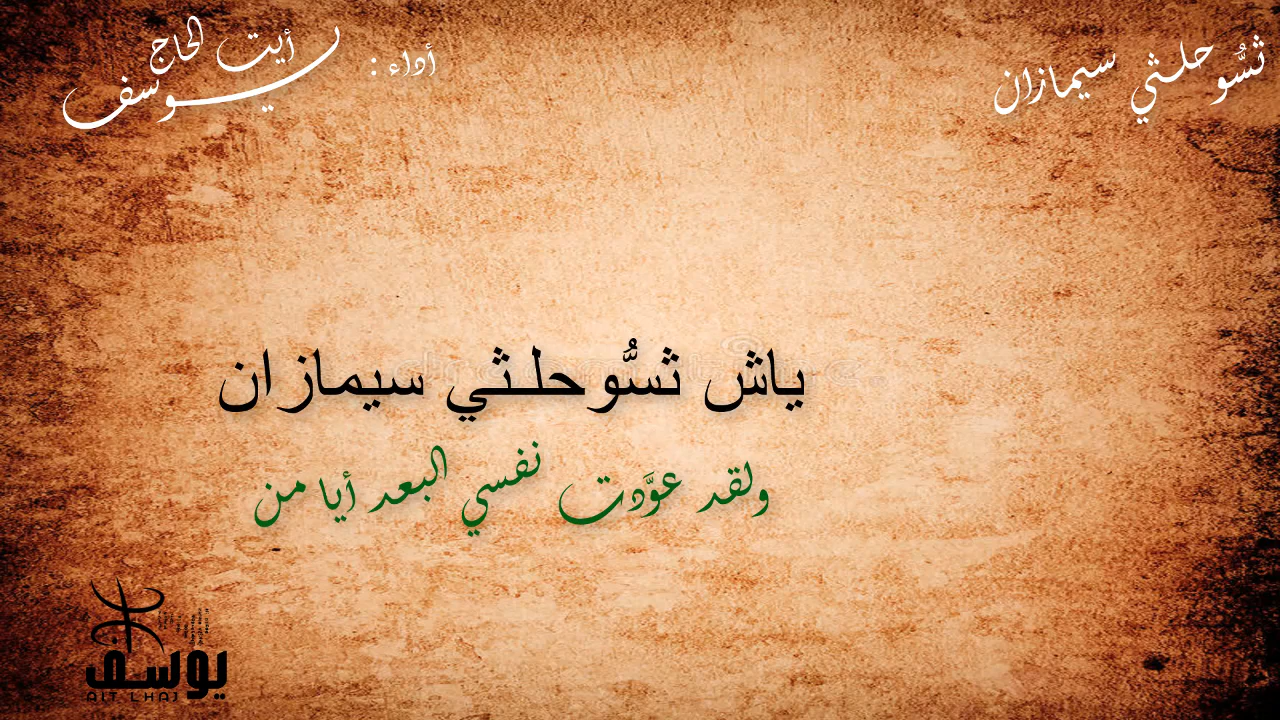 ثسُّوحلـثي سيمازان
أداء : يوسف أيت الحاج
ياش ثسُّوحلـثي سيمازان
ولقد عوَّدت نفسي البعد أيا من
يوسف
AIT LHAJ